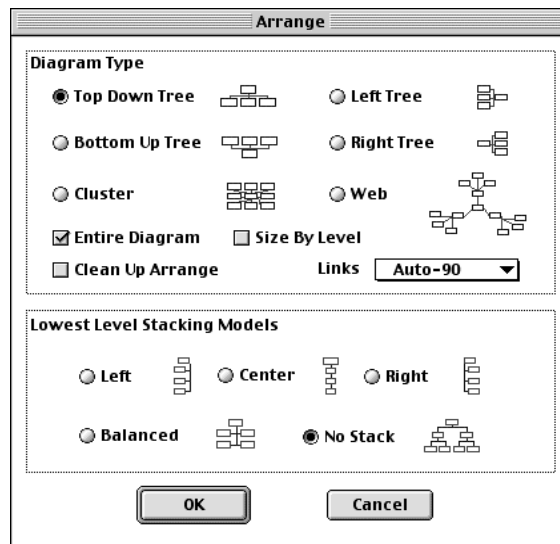 Arrange
Diagram Type
Top Down Tree
Left Tree
Bottom Up Tree
Right Tree
Cluster
Web
Entire Diagram
Size By Level
Clean Up Arrange
Links
Auto-90
Lowest Level Stacking Models
Left
Center
Right
Balanced
No Stack
OK
Cancel